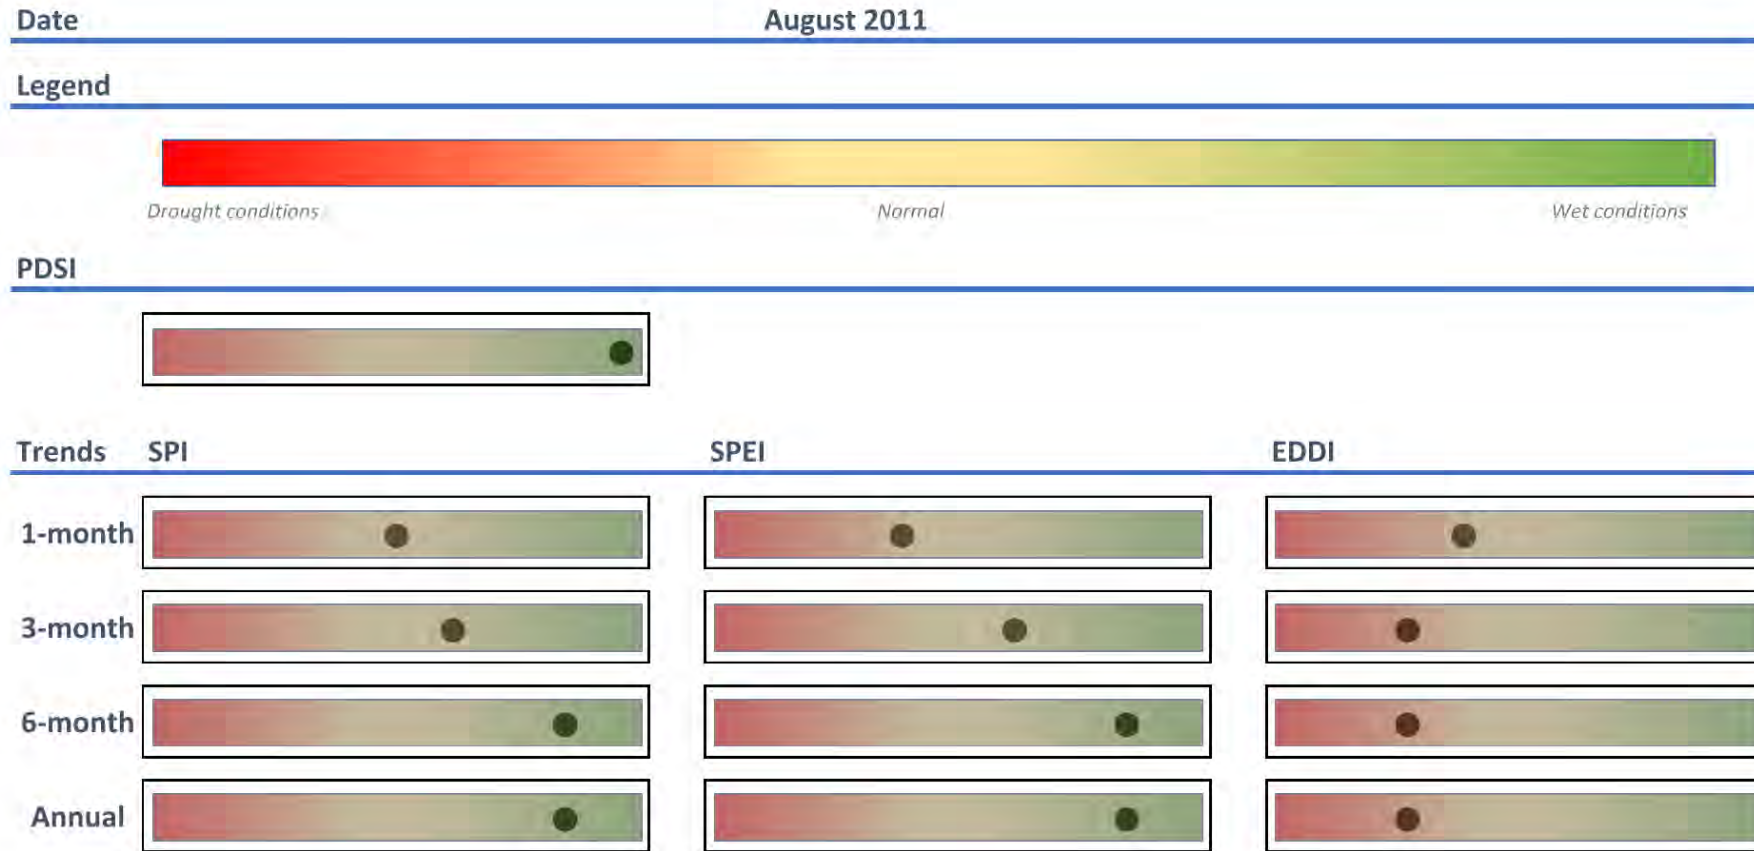 Date August 2011
Legend
Drought conditions Normal Wet conditions
PDSI
Trends SPI SPEI EDDI
1-month
3-month
6-month
Annual